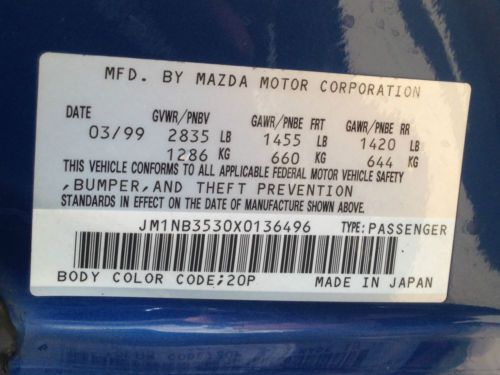 MFD. BY MAZDA MOTOR CORPORATION
DATE GVWR/PNBV GAWR/PNBE FRT GAWR/PNBE RR
03/99 2835 LB 1455 LB 1420 LB
1286 KG 660 KG 644 KG
THIS VEHICLE CONFORMS TO ALL APPLICABLE FEDERAL MOTOR VEHICLE SAFETY
,BUMPER,AND THEFT PREVENTION
STANDARDS IN EFFECT ON THE DATE OF MANUFACTURE SHOWN ABOVE.
JM1NB3530X0136496 TYPE:PASSENGER
BODY COLOR CODE;20P MADE IN JAPAN